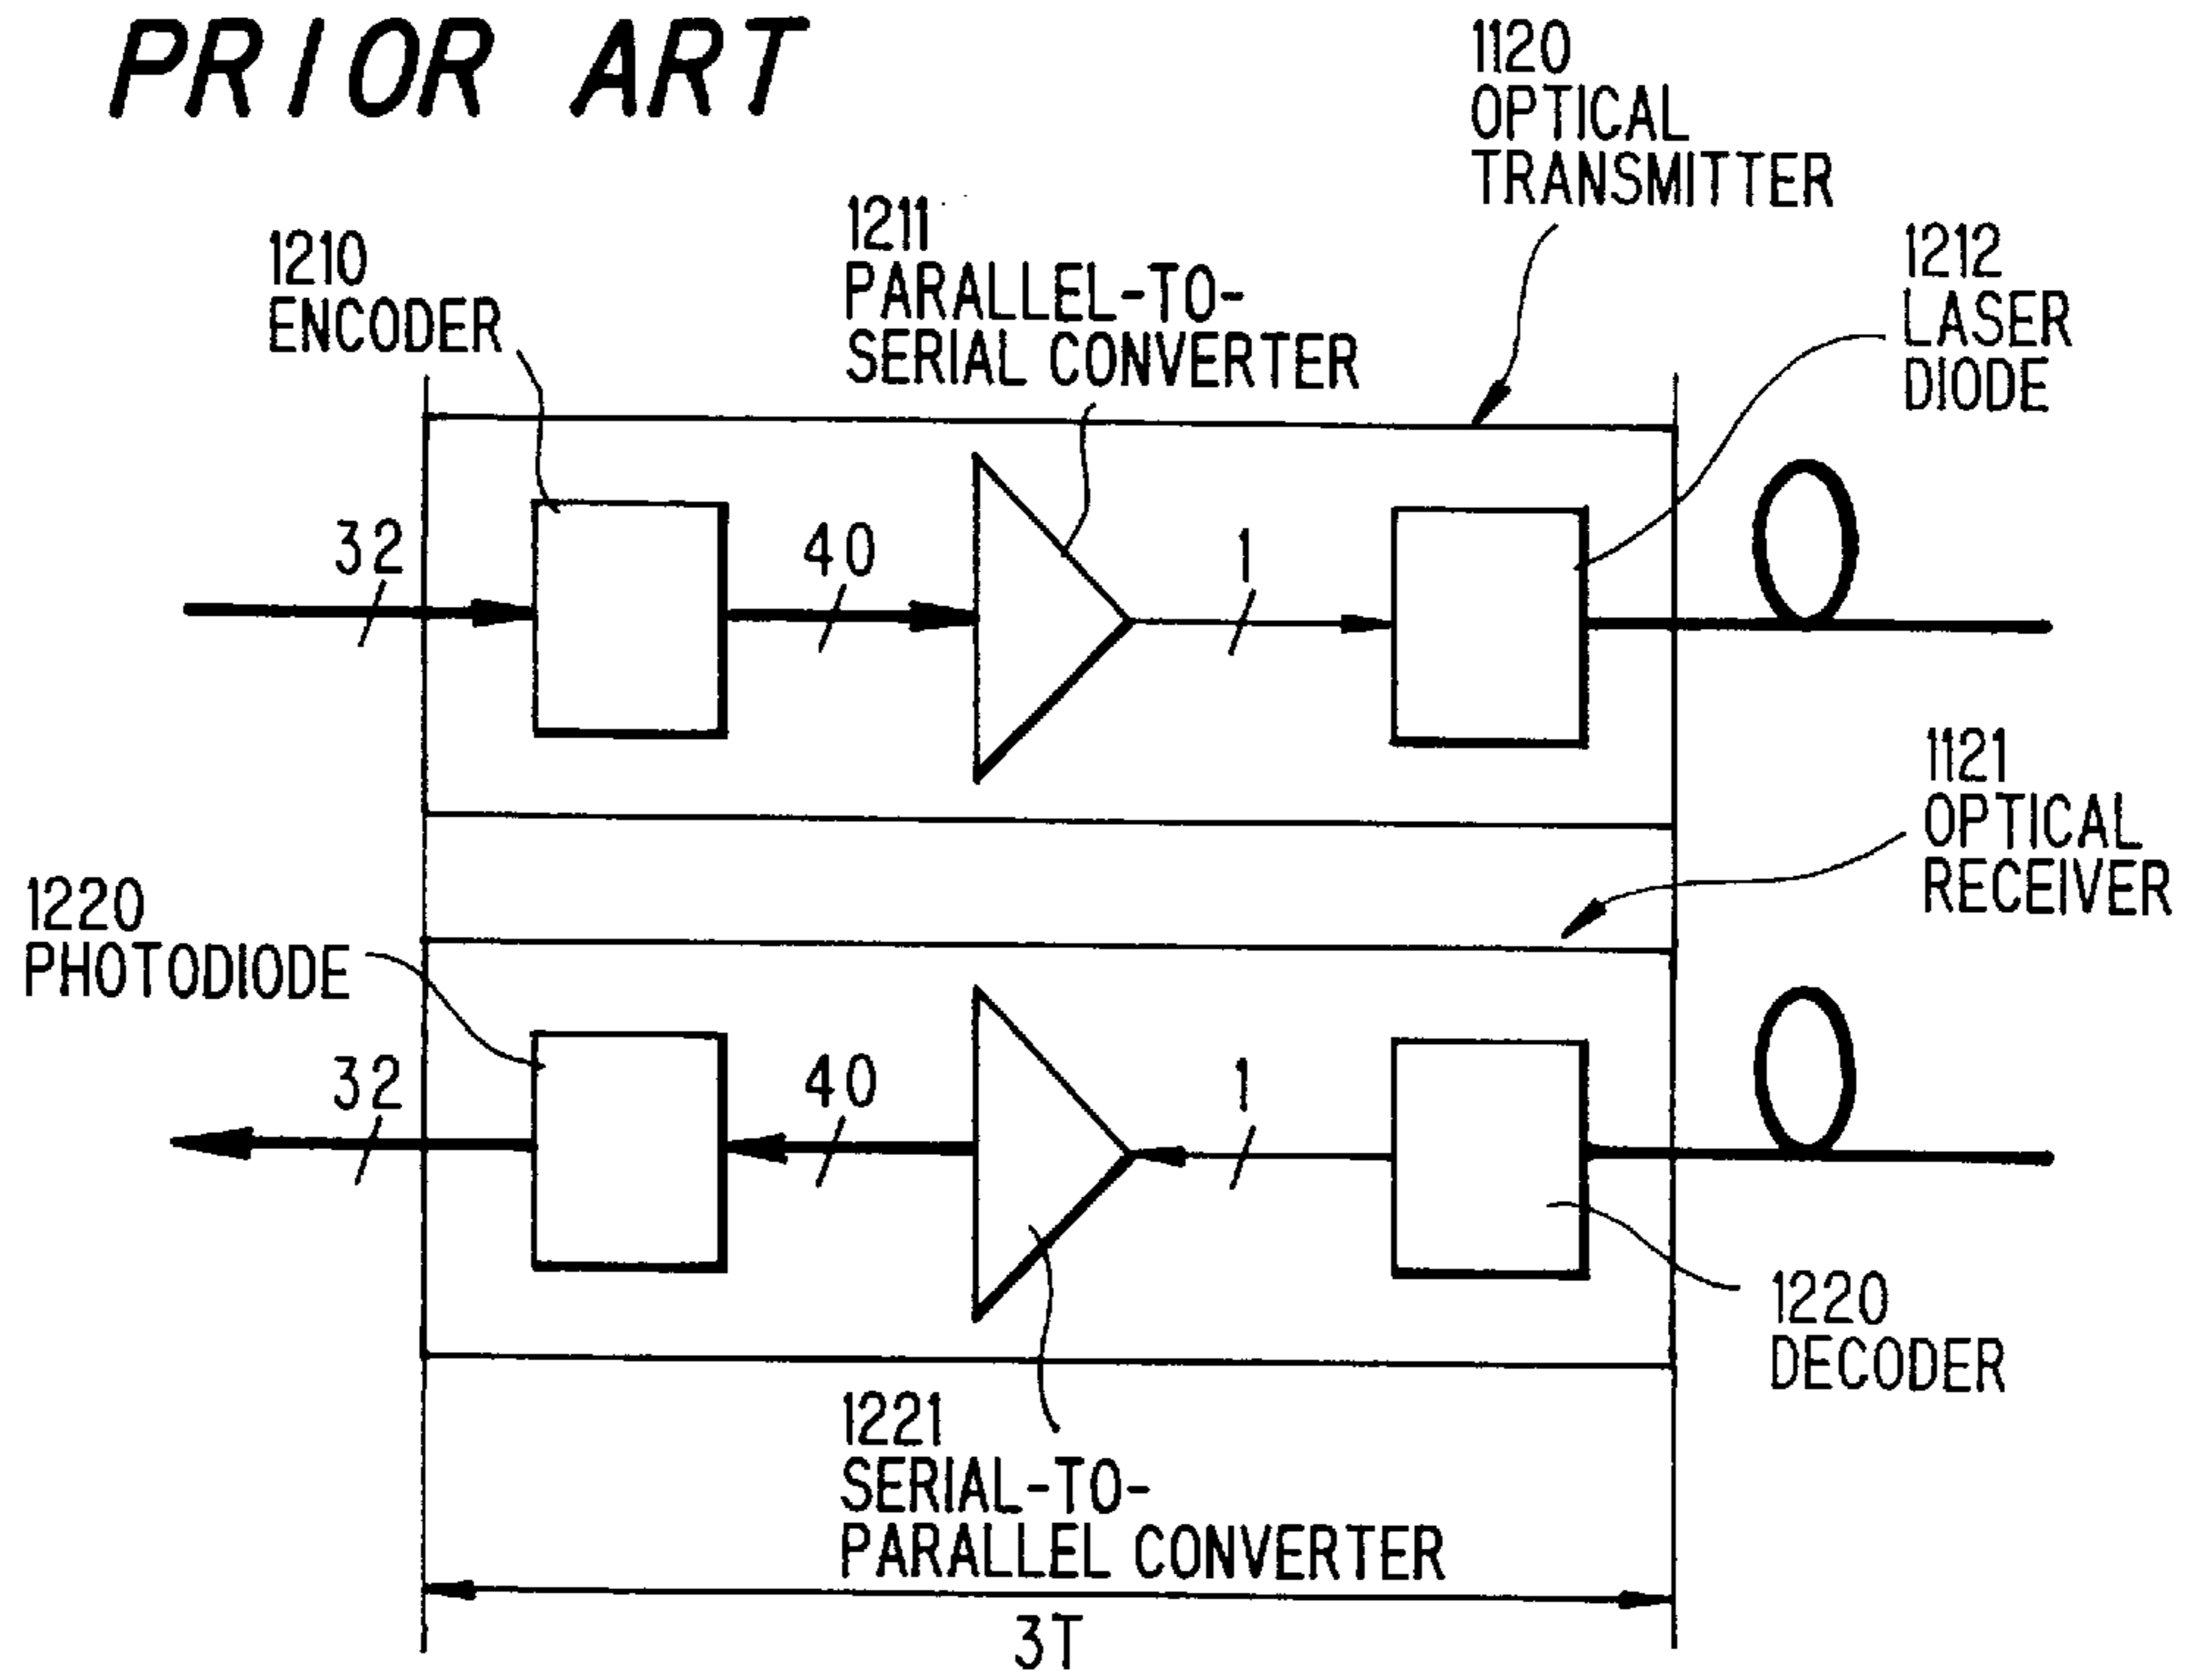 PRIOR ART
1120
OPTICAL
TRANSMITTER
1211
PARALLEL-TO-
SERIAL CONVERTER
1210
ENCODER
1212
LASER
DIODE
32
40
1
1121
OPTICAL
RECEIVER
1220
PHOTODIODE
32
40
1
1220
DECODER
1221
SERIAL-TO-
PARALLEL CONVERTER
3T